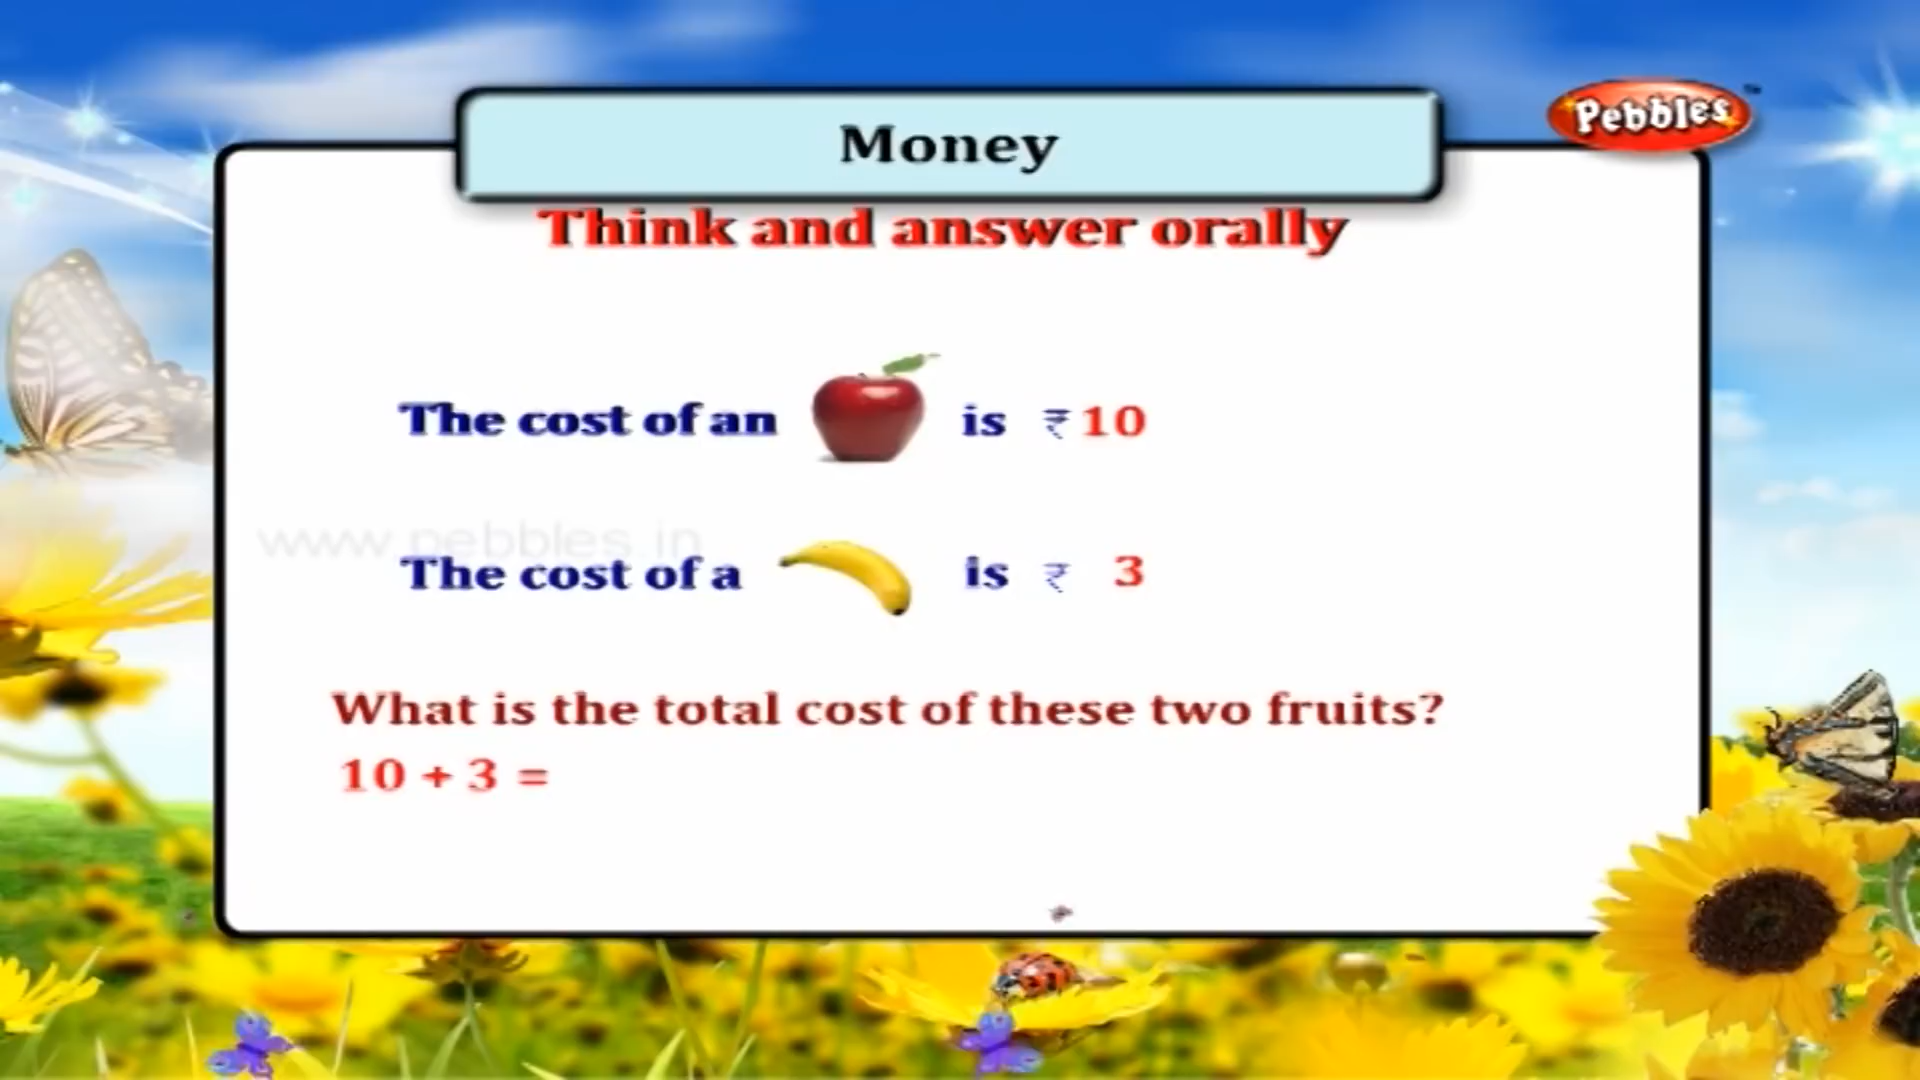 Money
Pebbles
Think and answer orally
The cost of an is ₹ 10
www.pebbles.in
The cost of a is ₹ 3
What is the total cost of these two fruits?
10 + 3 =